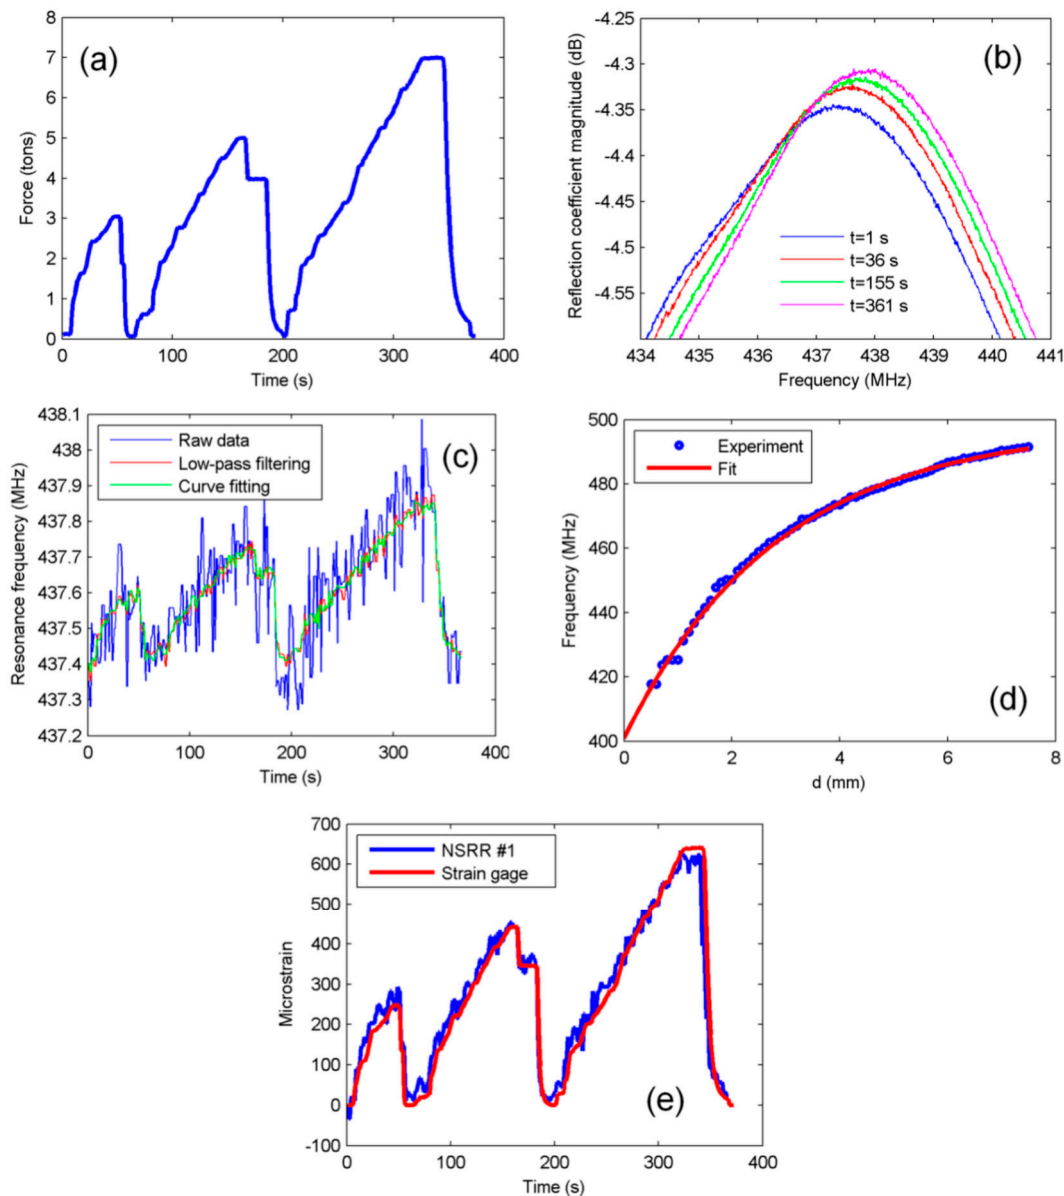 (a)
8
7
6
5
4
3
2
1
0
Force (tons)
0 100 200 300 400
Time (s)
(b)
-4.25
-4.3
-4.35
-4.4
-4.45
-4.5
-4.55
Reflection coefficient magnitude (dB)
t=1 s
t=36 s
t=155 s
t=361 s
434 435 436 437 438 439 440 441
Frequency (MHz)
438.1
438
437.9
437.8
437.7
437.6
437.5
437.4
437.3
437.2
Resonance frequency (MHz)
Raw data
Low-pass filtering
Curve fitting
(c)
0 100 200 300 400
Time (s)
500
480
460
440
420
400
Frequency (MHz)
Experiment
Fit
(d)
0 2 4 6 8
d (mm)
700
600
500
400
300
200
100
0
-100
Microstrain
NSRR #1
Strain gage
(e)
0 100 200 300 400
Time (s)